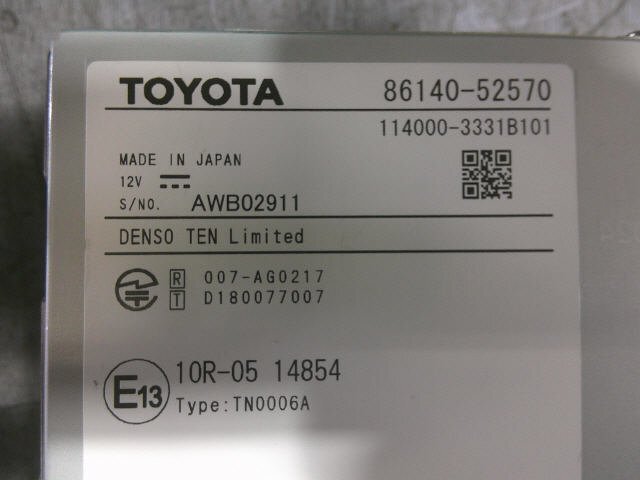 TOYOTA 86140-52570
114000-3331B101
MADE IN JAPAN
12V
S/NO. AWB02911
DENSO TEN Limited
R 007-AG0217
T D180077007
E13 10R-05 14854
Type:TN0006A